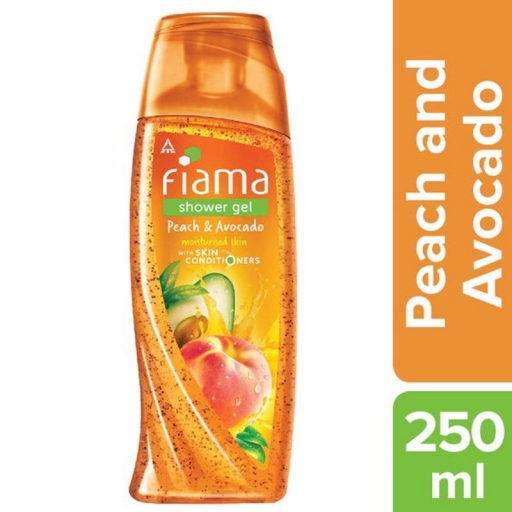 ITC
fiama
shower gel
Peach & Avocado
moisturised skin
with SKIN
CONDITIONERS
Peach and
Avocado
250
ml